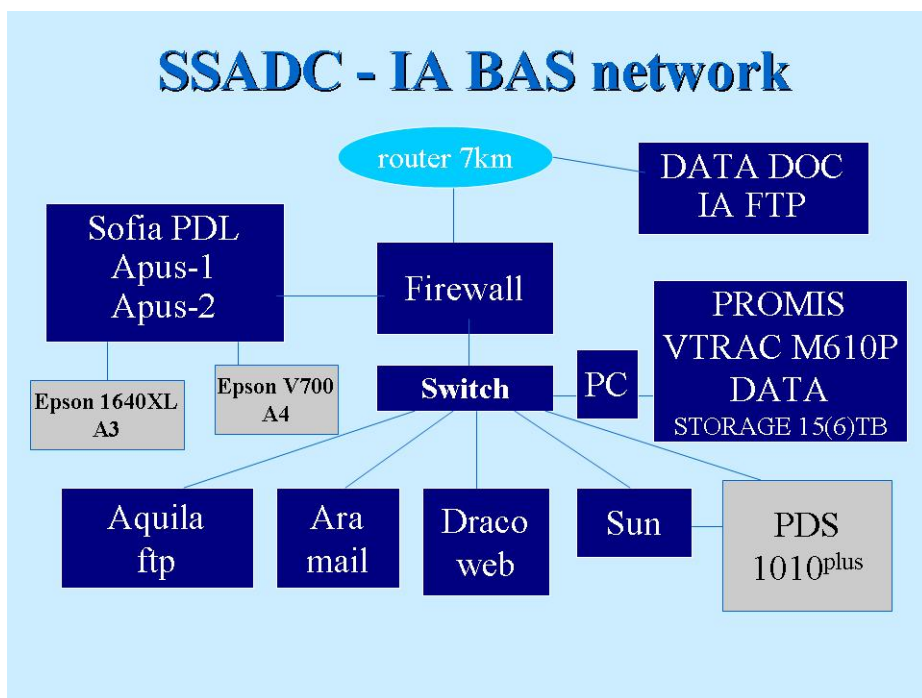 SSADC - IA BAS network
router 7km
DATA DOC
IA FTP
Sofia PDL
Apus-1
Apus-2
Firewall
PROMIS
VTRAC M610P
DATA
STORAGE 15(6)TB
Epson 1640XL
A3
Epson V700
A4
Switch
PC
Aquila
ftp
Ara
mail
Draco
web
Sun
PDS
1010plus